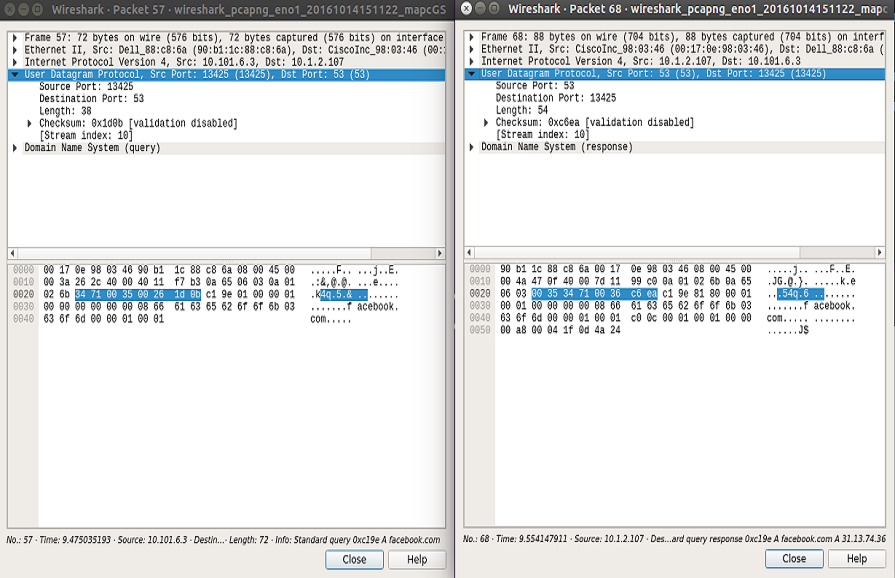 Wireshark · Packet 57 · wireshark_pcapng_eno1_20161014151122_mapcGS
Frame 57: 72 bytes on wire (576 bits), 72 bytes captured (576 bits) on interface
Ethernet II, Src: Dell_88:c8:6a (90:b1:1c:88:c8:6a), Dst: CiscoInc_98:03:46 (00:
Internet Protocol Version 4, Src: 10.101.6.3, Dst: 10.1.2.107
User Datagram Protocol, Src Port: 13425 (13425), Dst Port: 53 (53)
Source Port: 13425
Destination Port: 53
Length: 38
Checksum: 0x1d0b [validation disabled]
[Stream index: 10]
Domain Name System (query)
0000 00 17 0e 98 03 46 90 b1 1c 88 c8 6a 08 00 45 00 .....F.. ...j..E.
0010 00 3a 26 2c 40 00 40 11 f7 b3 0a 65 06 03 0a 01 .:&,@.@. ...e....
0020 02 6b 34 71 00 35 00 26 1d 0b c1 9e 01 00 00 01 .k4q.5.& ........
0030 00 00 00 00 00 00 08 66 61 63 65 62 6f 6f 6b 03 .......f acebook.
0040 63 6f 6d 00 00 01 00 01 com.....
No.: 57 · Time: 9.475035193 · Source: 10.101.6.3 · Destin...· Length: 72 · Info: Standard query 0xc19e A facebook.com
Close Help
Wireshark · Packet 68 · wireshark_pcapng_eno1_20161014151122_mapc
Frame 68: 88 bytes on wire (704 bits), 88 bytes captured (704 bits) on interf
Ethernet II, Src: CiscoInc_98:03:46 (00:17:0e:98:03:46), Dst: Dell_88:c8:6a (
Internet Protocol Version 4, Src: 10.1.2.107, Dst: 10.101.6.3
User Datagram Protocol, Src Port: 53 (53), Dst Port: 13425 (13425)
Source Port: 53
Destination Port: 13425
Length: 54
Checksum: 0xc6ea [validation disabled]
[Stream index: 10]
Domain Name System (response)
0000 90 b1 1c 88 c8 6a 00 17 0e 98 03 46 08 00 45 00 .....j.. ...F..E.
0010 00 4a 47 0f 40 00 7d 11 99 c0 0a 01 02 6b 0a 65 .JG.@.}. .....k.e
0020 06 03 00 35 34 71 00 36 c6 ea c1 9e 81 80 00 01 ...54q.6 ........
0030 00 01 00 00 00 00 08 66 61 63 65 62 6f 6f 6b 03 .......f acebook.
0040 63 6f 6d 00 00 01 00 01 c0 0c 00 01 00 01 00 00 com..... ........
0050 00 a8 00 04 1f 0d 4a 24 ......J$
No.: 68 · Time: 9.554147911 · Source: 10.1.2.107 · Des...ard query response 0xc19e A facebook.com A 31.13.74.36
Close Help